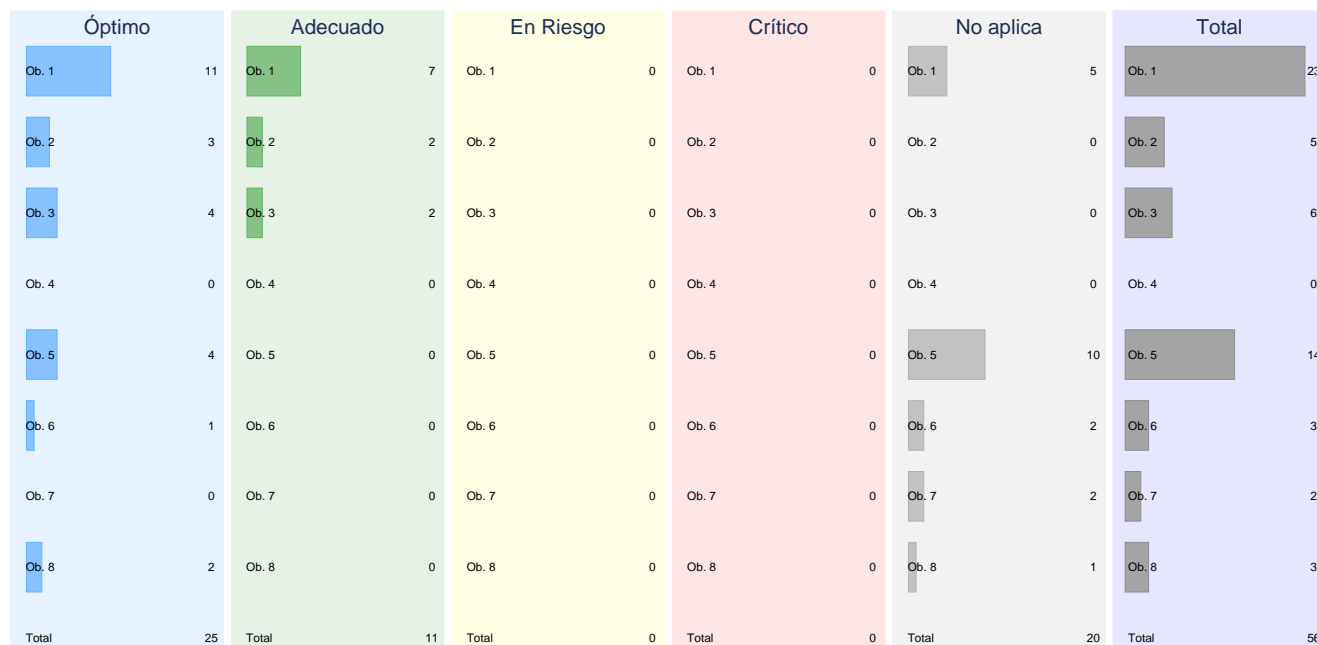 Óptimo Adecuado En Riesgo Crítico No aplica Total
Ob. 1 11 Ob. 1 7 Ob. 1 0 Ob. 1 0 Ob. 1 5 Ob. 1 23
Ob. 2 3 Ob. 2 2 Ob. 2 0 Ob. 2 0 Ob. 2 0 Ob. 2 5
Ob. 3 4 Ob. 3 2 Ob. 3 0 Ob. 3 0 Ob. 3 0 Ob. 3 6
Ob. 4 0 Ob. 4 0 Ob. 4 0 Ob. 4 0 Ob. 4 0 Ob. 4 0
Ob. 5 4 Ob. 5 0 Ob. 5 0 Ob. 5 0 Ob. 5 10 Ob. 5 14
Ob. 6 1 Ob. 6 0 Ob. 6 0 Ob. 6 0 Ob. 6 2 Ob. 6 3
Ob. 7 0 Ob. 7 0 Ob. 7 0 Ob. 7 0 Ob. 7 2 Ob. 7 2
Ob. 8 2 Ob. 8 0 Ob. 8 0 Ob. 8 0 Ob. 8 1 Ob. 8 3
Total 25 Total 11 Total 0 Total 0 Total 20 Total 56